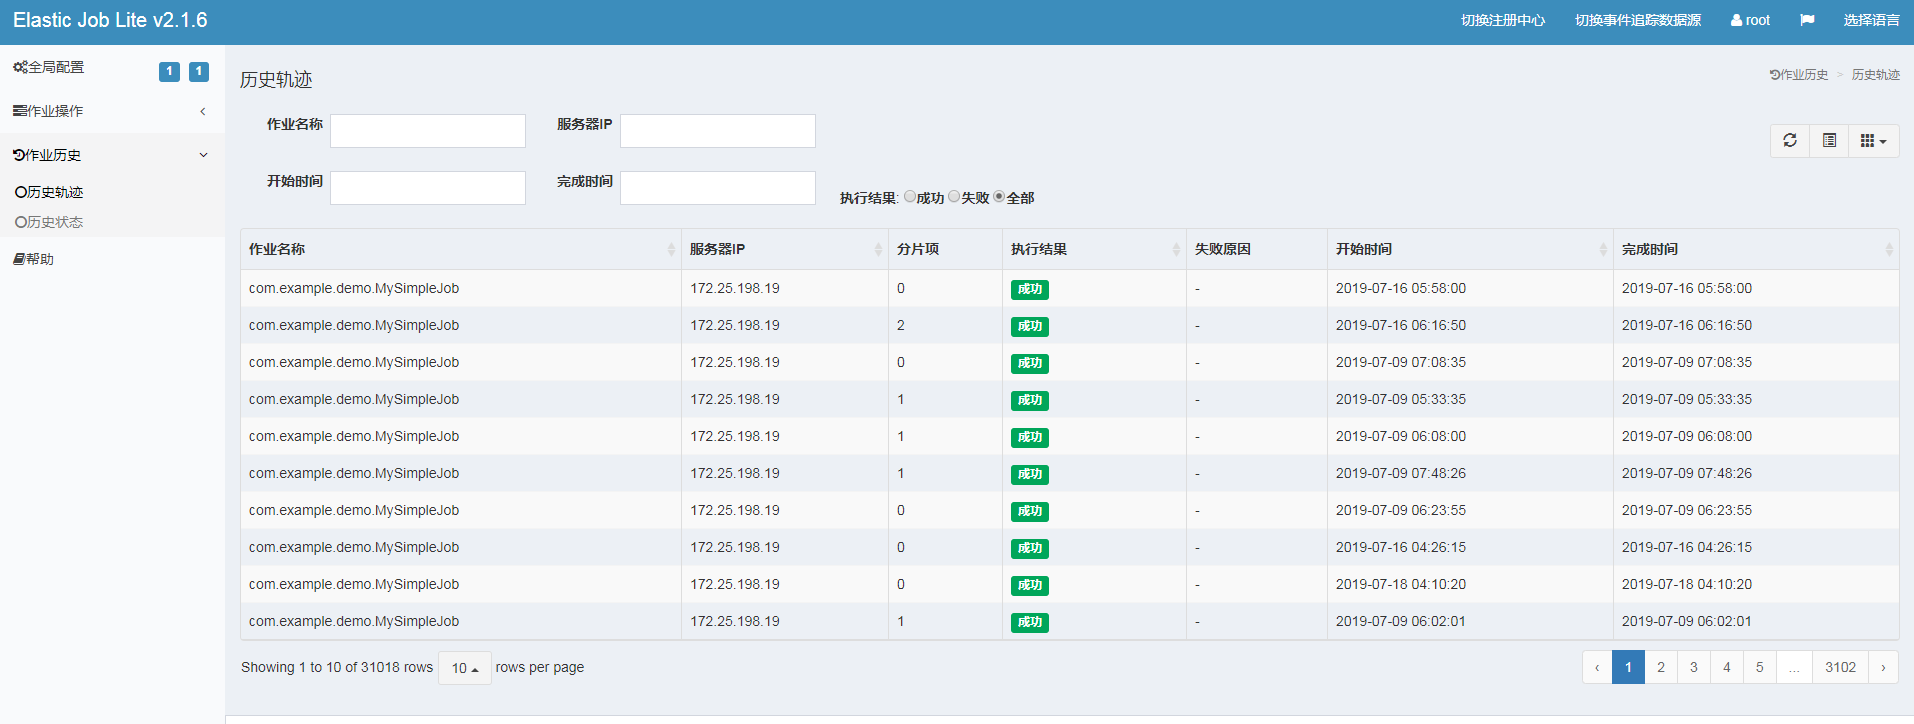 Elastic Job Lite v2.1.6 切换注册中心 切换事件追踪数据源 root 选择语言
全局配置 1 1
作业操作
作业历史
历史轨迹
历史状态
帮助
历史轨迹 作业历史 > 历史轨迹
作业名称 服务器IP
开始时间 完成时间 执行结果: 成功 失败 全部
作业名称 服务器IP 分片项 执行结果 失败原因 开始时间 完成时间
com.example.demo.MySimpleJob 172.25.198.19 0 成功 - 2019-07-16 05:58:00 2019-07-16 05:58:00
com.example.demo.MySimpleJob 172.25.198.19 2 成功 - 2019-07-16 06:16:50 2019-07-16 06:16:50
com.example.demo.MySimpleJob 172.25.198.19 0 成功 - 2019-07-09 07:08:35 2019-07-09 07:08:35
com.example.demo.MySimpleJob 172.25.198.19 1 成功 - 2019-07-09 05:33:35 2019-07-09 05:33:35
com.example.demo.MySimpleJob 172.25.198.19 1 成功 - 2019-07-09 06:08:00 2019-07-09 06:08:00
com.example.demo.MySimpleJob 172.25.198.19 1 成功 - 2019-07-09 07:48:26 2019-07-09 07:48:26
com.example.demo.MySimpleJob 172.25.198.19 0 成功 - 2019-07-09 06:23:55 2019-07-09 06:23:55
com.example.demo.MySimpleJob 172.25.198.19 0 成功 - 2019-07-16 04:26:15 2019-07-16 04:26:15
com.example.demo.MySimpleJob 172.25.198.19 0 成功 - 2019-07-18 04:10:20 2019-07-18 04:10:20
com.example.demo.MySimpleJob 172.25.198.19 1 成功 - 2019-07-09 06:02:01 2019-07-09 06:02:01
Showing 1 to 10 of 31018 rows 10 rows per page ‹ 1 2 3 4 5 ... 3102 ›